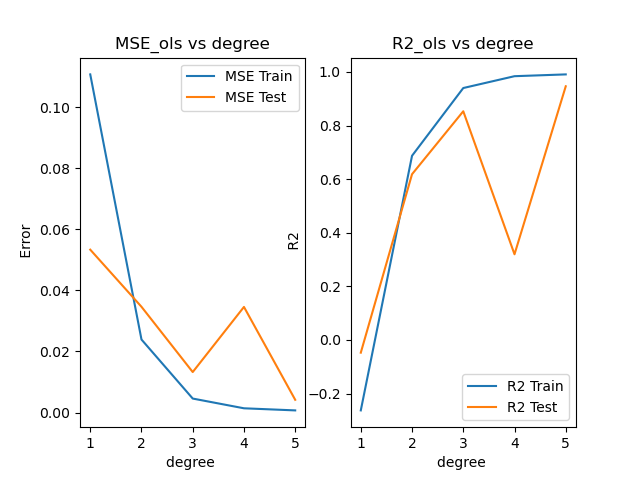 MSE_ols vs degree
MSE Train
MSE Test
0.10
0.08
0.06
0.04
0.02
0.00
Error
1 2 3 4 5
degree
R2_ols vs degree
1.0
0.8
0.6
0.4
0.2
0.0
−0.2
R2
R2 Train
R2 Test
1 2 3 4 5
degree